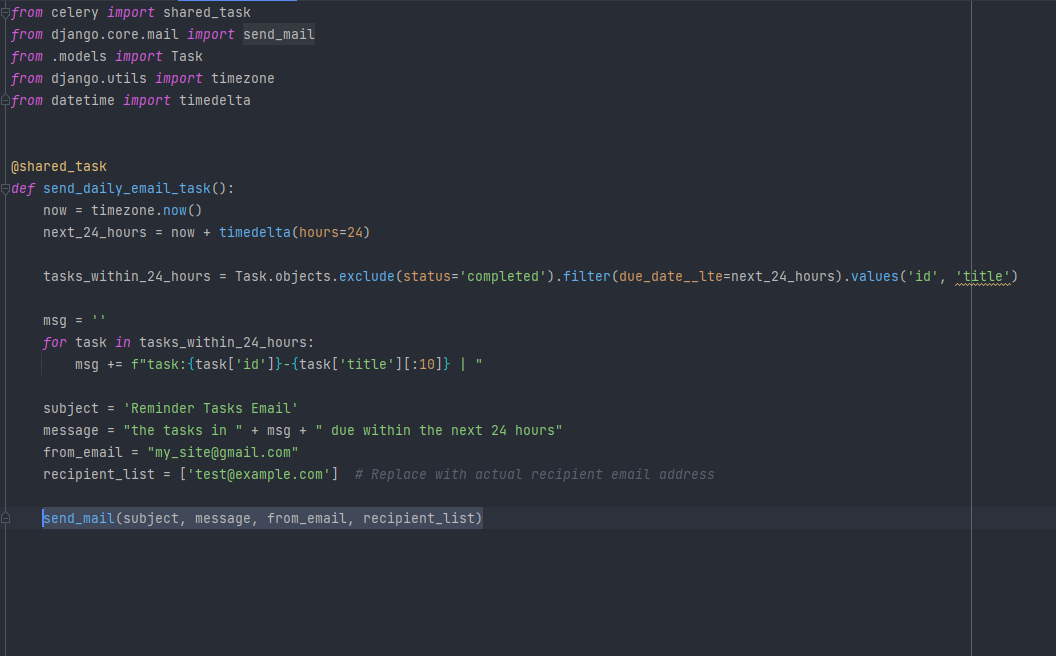 from celery import shared_task
from django.core.mail import send_mail
from .models import Task
from django.utils import timezone
from datetime import timedelta
@shared_task
def send_daily_email_task():
    now = timezone.now()
    next_24_hours = now + timedelta(hours=24)
    tasks_within_24_hours = Task.objects.exclude(status='completed').filter(due_date__lte=next_24_hours).values('id', 'title')
    msg = ''
    for task in tasks_within_24_hours:
        msg += f"task:{task['id']}-{task['title'][:10]} | "
    subject = 'Reminder Tasks Email'
    message = "the tasks in " + msg + " due within the next 24 hours"
    from_email = "my_site@gmail.com"
    recipient_list = ['test@example.com']  # Replace with actual recipient email address
    send_mail(subject, message, from_email, recipient_list)